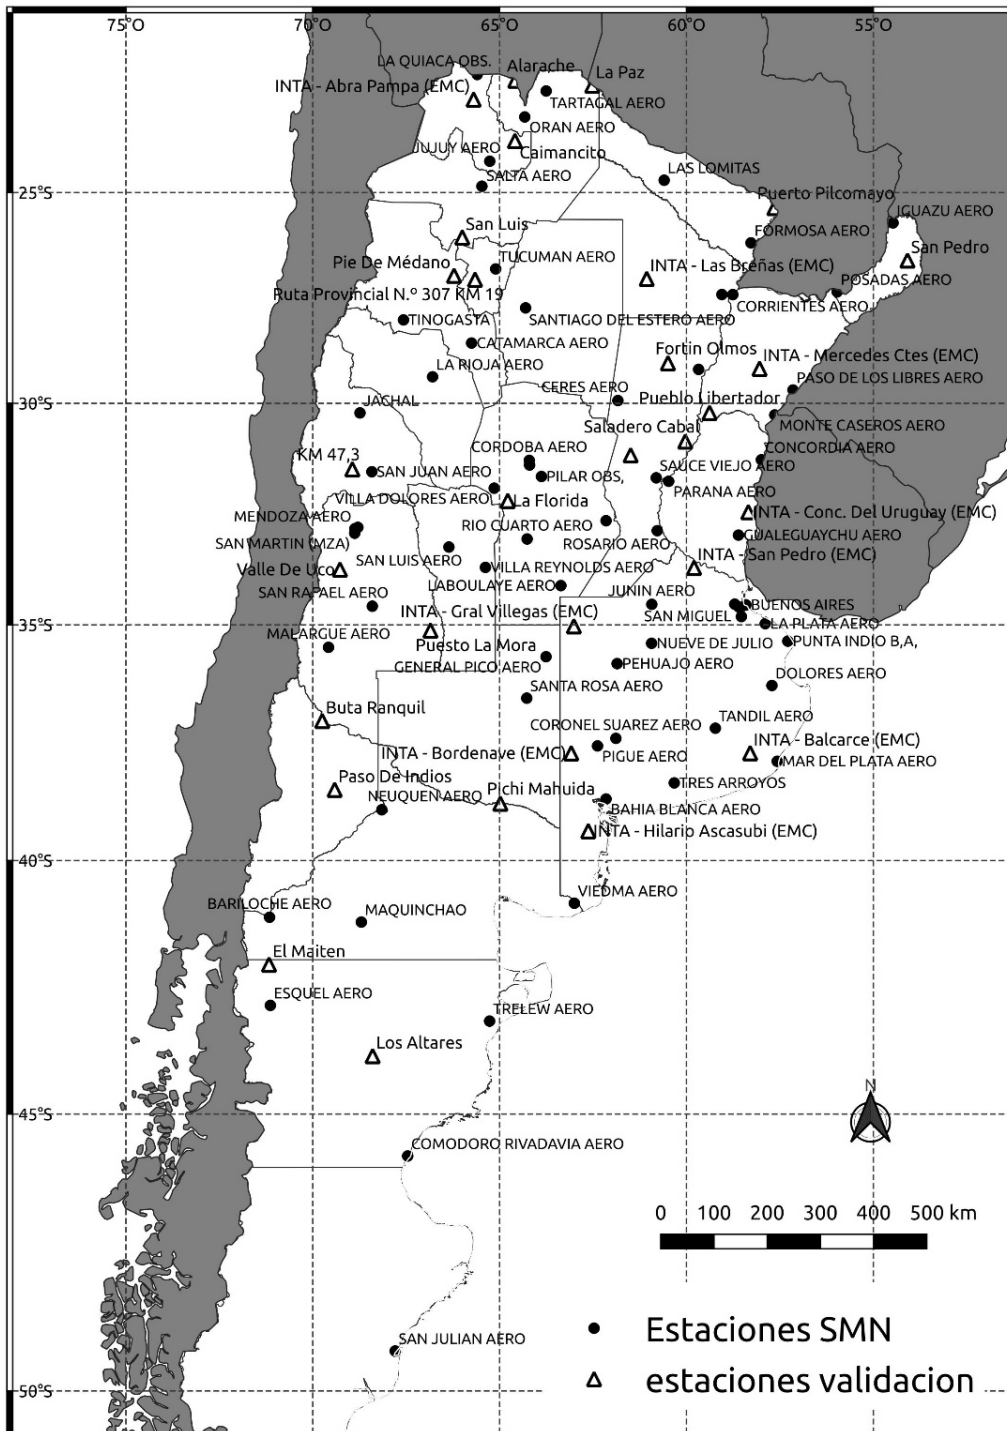 75°O
70°O
65°O
60°O
55°O
LA QUIACA OBS.
Alarache
La Paz
INTA - Abra Pampa (EMC)
TARTAGAL AERO
ORAN AERO
JUJUY AERO
Caimancito
SALTA AERO
LAS LOMITAS
25°S
Puerto Pilcomayo
IGUAZU AERO
San Luis
FORMOSA AERO
San Pedro
TUCUMAN AERO
Pie De Médano
INTA - Las Breñas (EMC)
POSADAS AERO
Ruta Provincial N.º 307 KM 19
CORRIENTES AERO
TINOGASTA
SANTIAGO DEL ESTERO AERO
CATAMARCA AERO
Fortin Olmos
INTA - Mercedes Ctes (EMC)
LA RIOJA AERO
PASO DE LOS LIBRES AERO
CERES AERO
30°S
JACHAL
Pueblo Libertador
MONTE CASEROS AERO
Saladero Cabal
CORDOBA AERO
CONCORDIA AERO
KM 47,3
SAN JUAN AERO
PILAR OBS,
SAUCE VIEJO AERO
PARANA AERO
VILLA DOLORES AERO
La Florida
MENDOZA AERO
RIO CUARTO AERO
INTA - Conc. Del Uruguay (EMC)
SAN MARTIN (MZA)
ROSARIO AERO
GUALEGUAYCHU AERO
SAN LUIS AERO
INTA - San Pedro (EMC)
Valle De Uco
VILLA REYNOLDS AERO
SAN RAFAEL AERO
LABOULAYE AERO
JUNIN AERO
BUENOS AIRES
INTA - Gral Villegas (EMC)
SAN MIGUEL
LA PLATA AERO
35°S
MALARGUE AERO
Puesto La Mora
NUEVE DE JULIO
PUNTA INDIO B,A,
GENERAL PICO AERO
PEHUAJO AERO
DOLORES AERO
SANTA ROSA AERO
Buta Ranquil
CORONEL SUAREZ AERO
TANDIL AERO
INTA - Bordenave (EMC)
PIGUE AERO
INTA - Balcarce (EMC)
MAR DEL PLATA AERO
Paso De Indios
Pichi Mahuida
TRES ARROYOS
NEUQUEN AERO
BAHIA BLANCA AERO
INTA - Hilario Ascasubi (EMC)
40°S
VIEDMA AERO
BARILOCHE AERO
MAQUINCHAO
El Maiten
ESQUEL AERO
TRELEW AERO
Los Altares
N
45°S
COMODORO RIVADAVIA AERO
0 100 200 300 400 500 km
SAN JULIAN AERO
Estaciones SMN
estaciones validacion
50°S